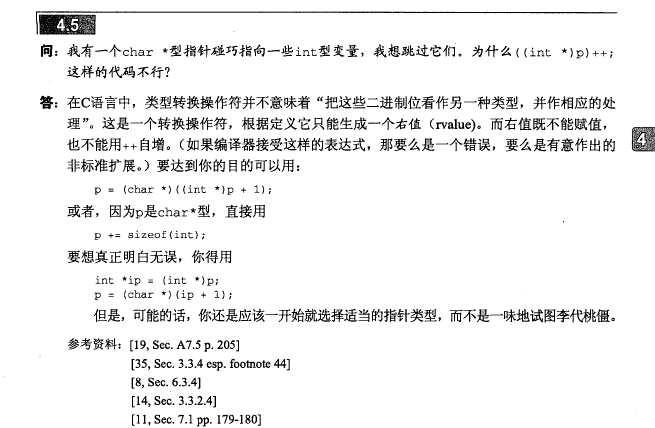 4.5
问：我有一个char *型指针碰巧指向一些int型变量，我想跳过它们。为什么((int *)p)++;
这样的代码不行？
答：在C语言中，类型转换操作符并不意味着“把这些二进制位看作另一种类型，并作相应的处
理”。这是一个转换操作符，根据定义它只能生成一个右值（rvalue)。而右值既不能赋值，
也不能用++自增。（如果编译器接受这样的表达式，那要么是一个错误，要么是有意作出的
非标准扩展。）要达到你的目的可以用：
4
p = (char *)((int *)p + 1);
或者，因为p是char*型，直接用
p += sizeof(int);
要想真正明白无误，你得用
int *ip = (int *)p;
p = (char *)(ip + 1);
但是，可能的话，你还是应该一开始就选择适当的指针类型，而不是一味地试图李代桃僵。
参考资料：[19, Sec. A7.5 p. 205]
[35, Sec. 3.3.4 esp. footnote 44]
[8, Sec. 6.3.4]
[14, Sec. 3.3.2.4]
[11, Sec. 7.1 pp. 179-180]